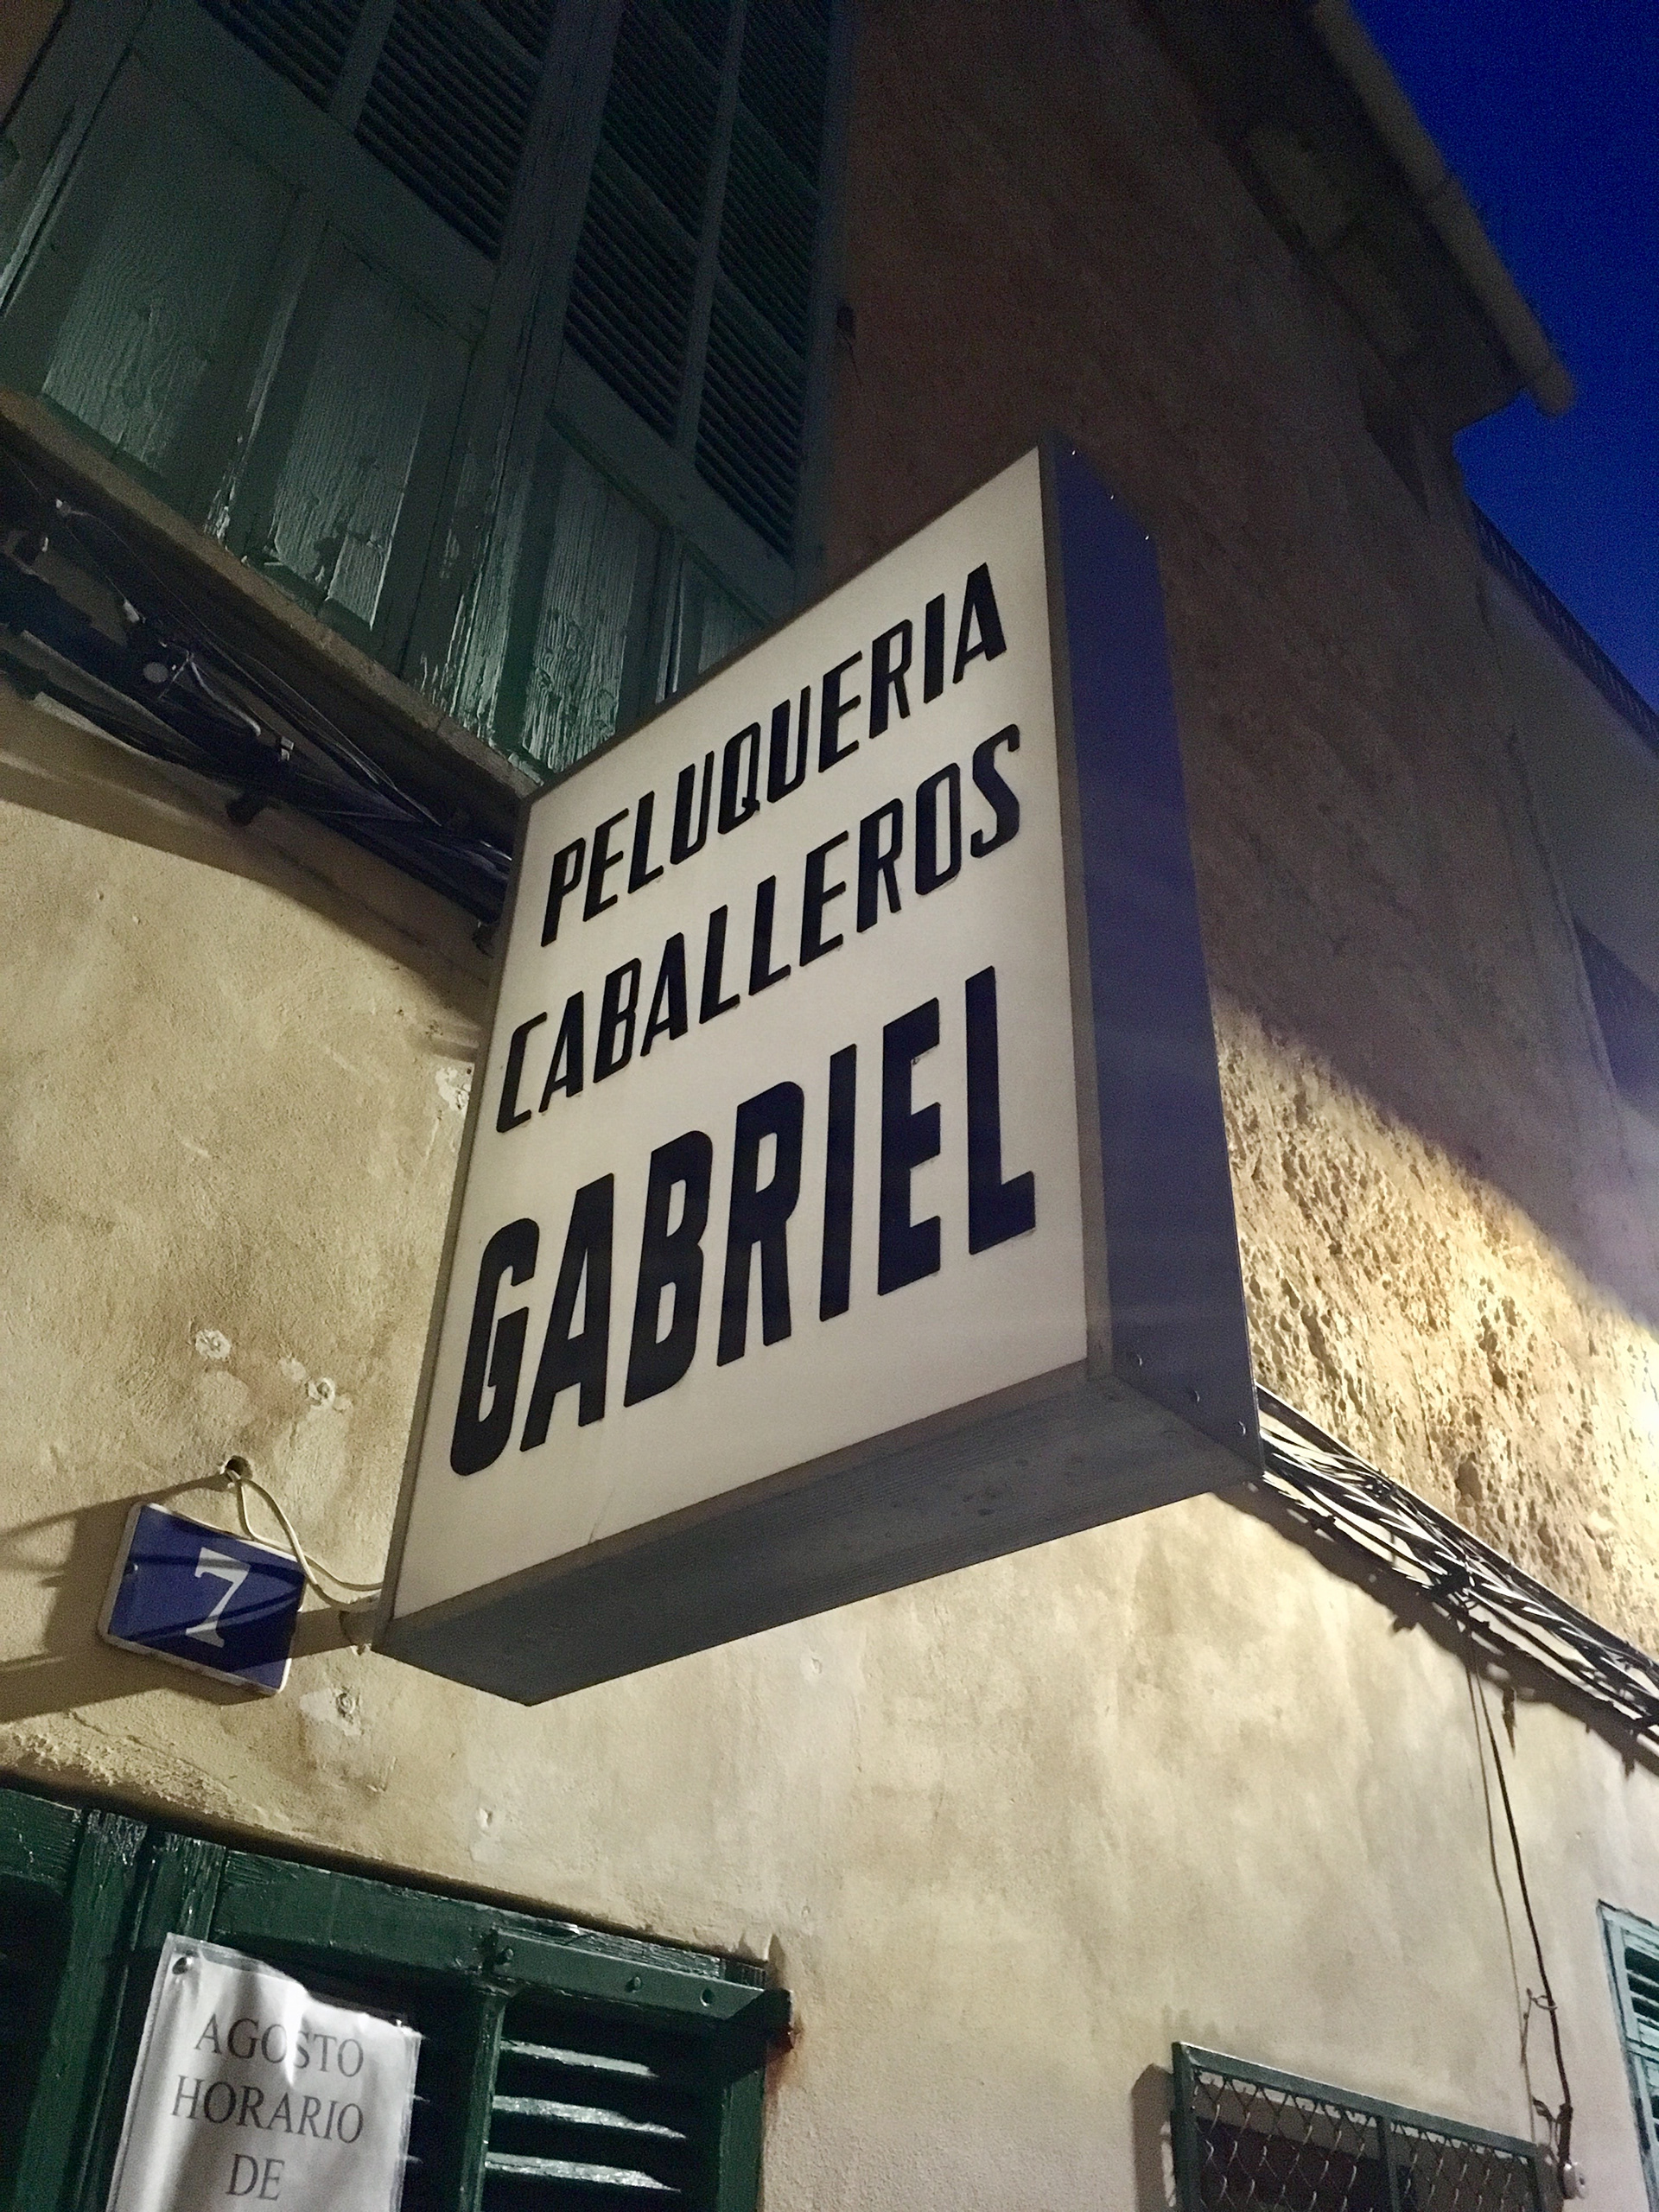 PELUQUERIA
CABALLEROS
GABRIEL
7
AGOSTO
HORARIO
DE